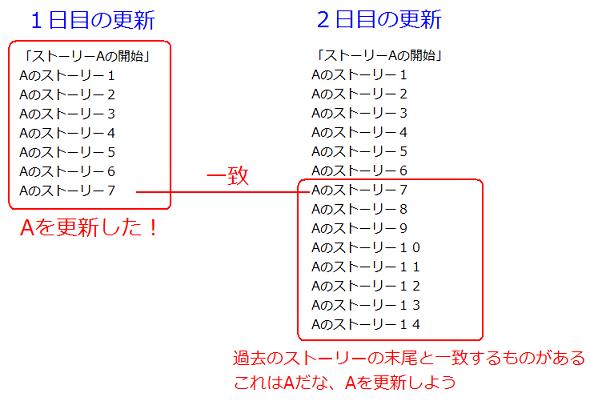 １日目の更新
「ストーリーAの開始」
Aのストーリー１
Aのストーリー２
Aのストーリー３
Aのストーリー４
Aのストーリー５
Aのストーリー６
Aのストーリー７
Aを更新した！
一致
２日目の更新
「ストーリーAの開始」
Aのストーリー１
Aのストーリー２
Aのストーリー３
Aのストーリー４
Aのストーリー５
Aのストーリー６
Aのストーリー７
Aのストーリー８
Aのストーリー９
Aのストーリー１０
Aのストーリー１１
Aのストーリー１２
Aのストーリー１３
Aのストーリー１４
過去のストーリーの末尾と一致するものがある
これはAだな、Aを更新しよう